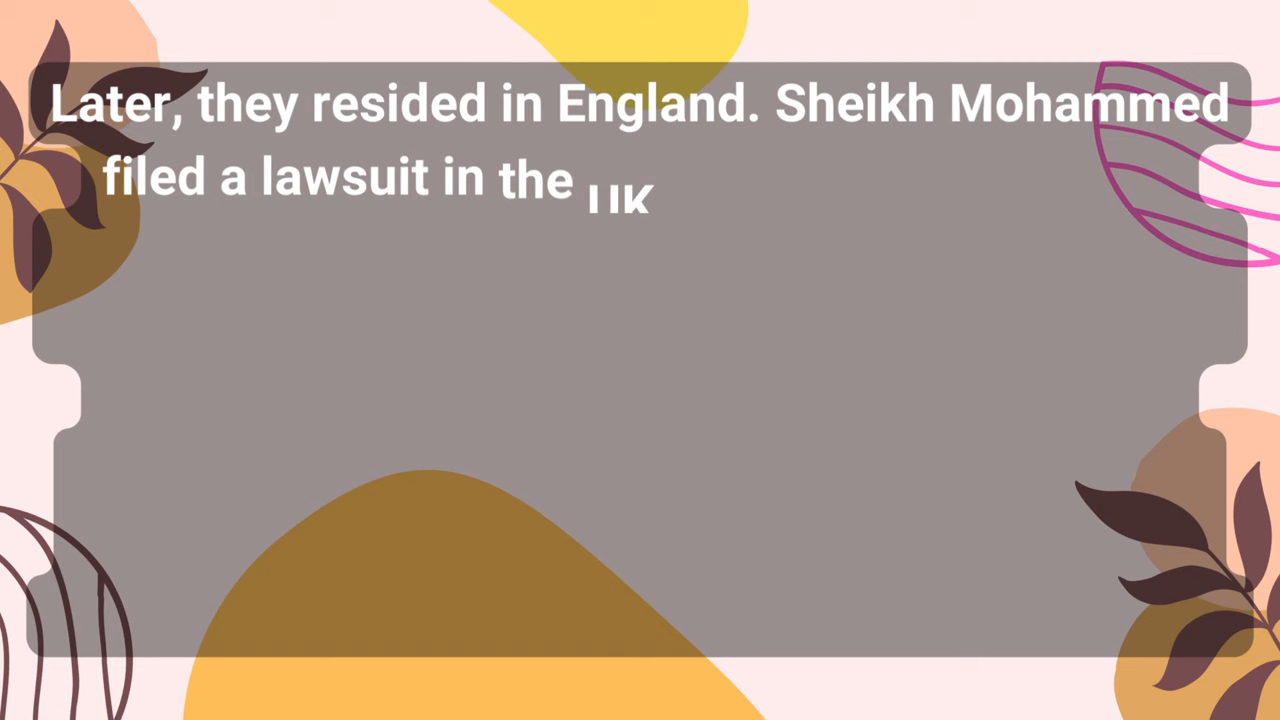 Later, they resided in England. Sheikh Mohammed
filed a lawsuit in the UK